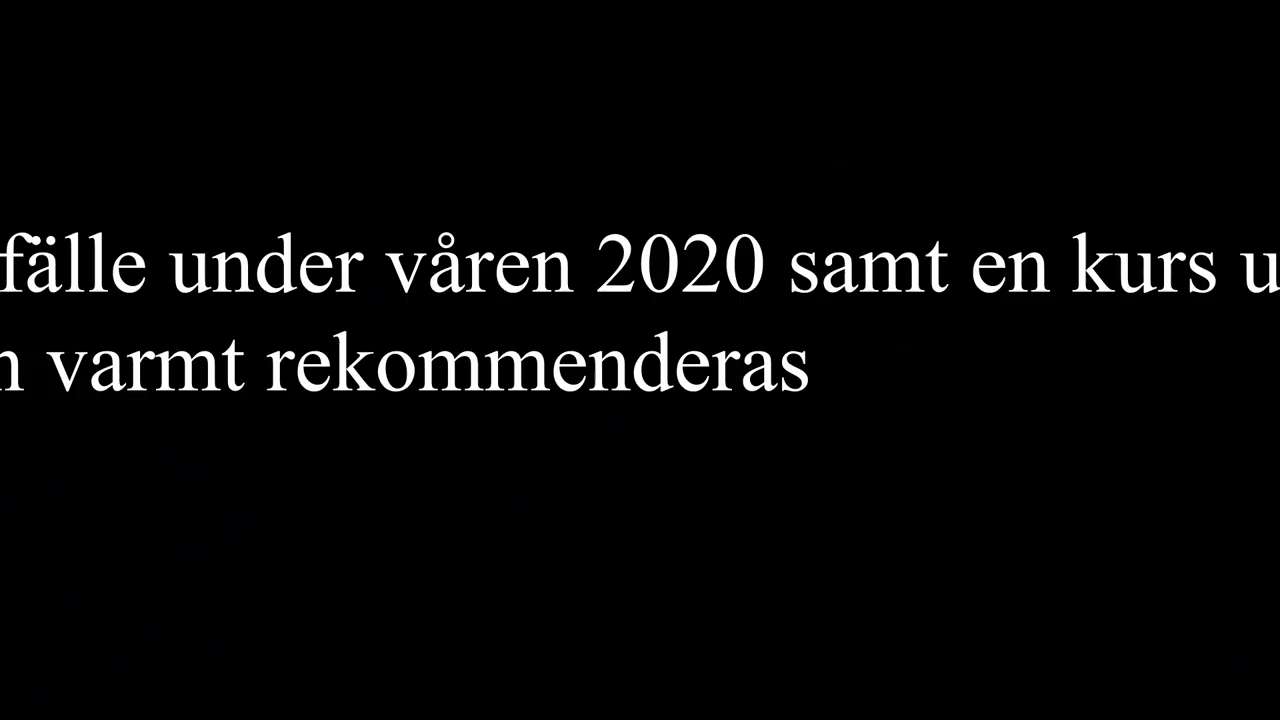 fälle under våren 2020 samt en kurs u
varmt rekommenderas